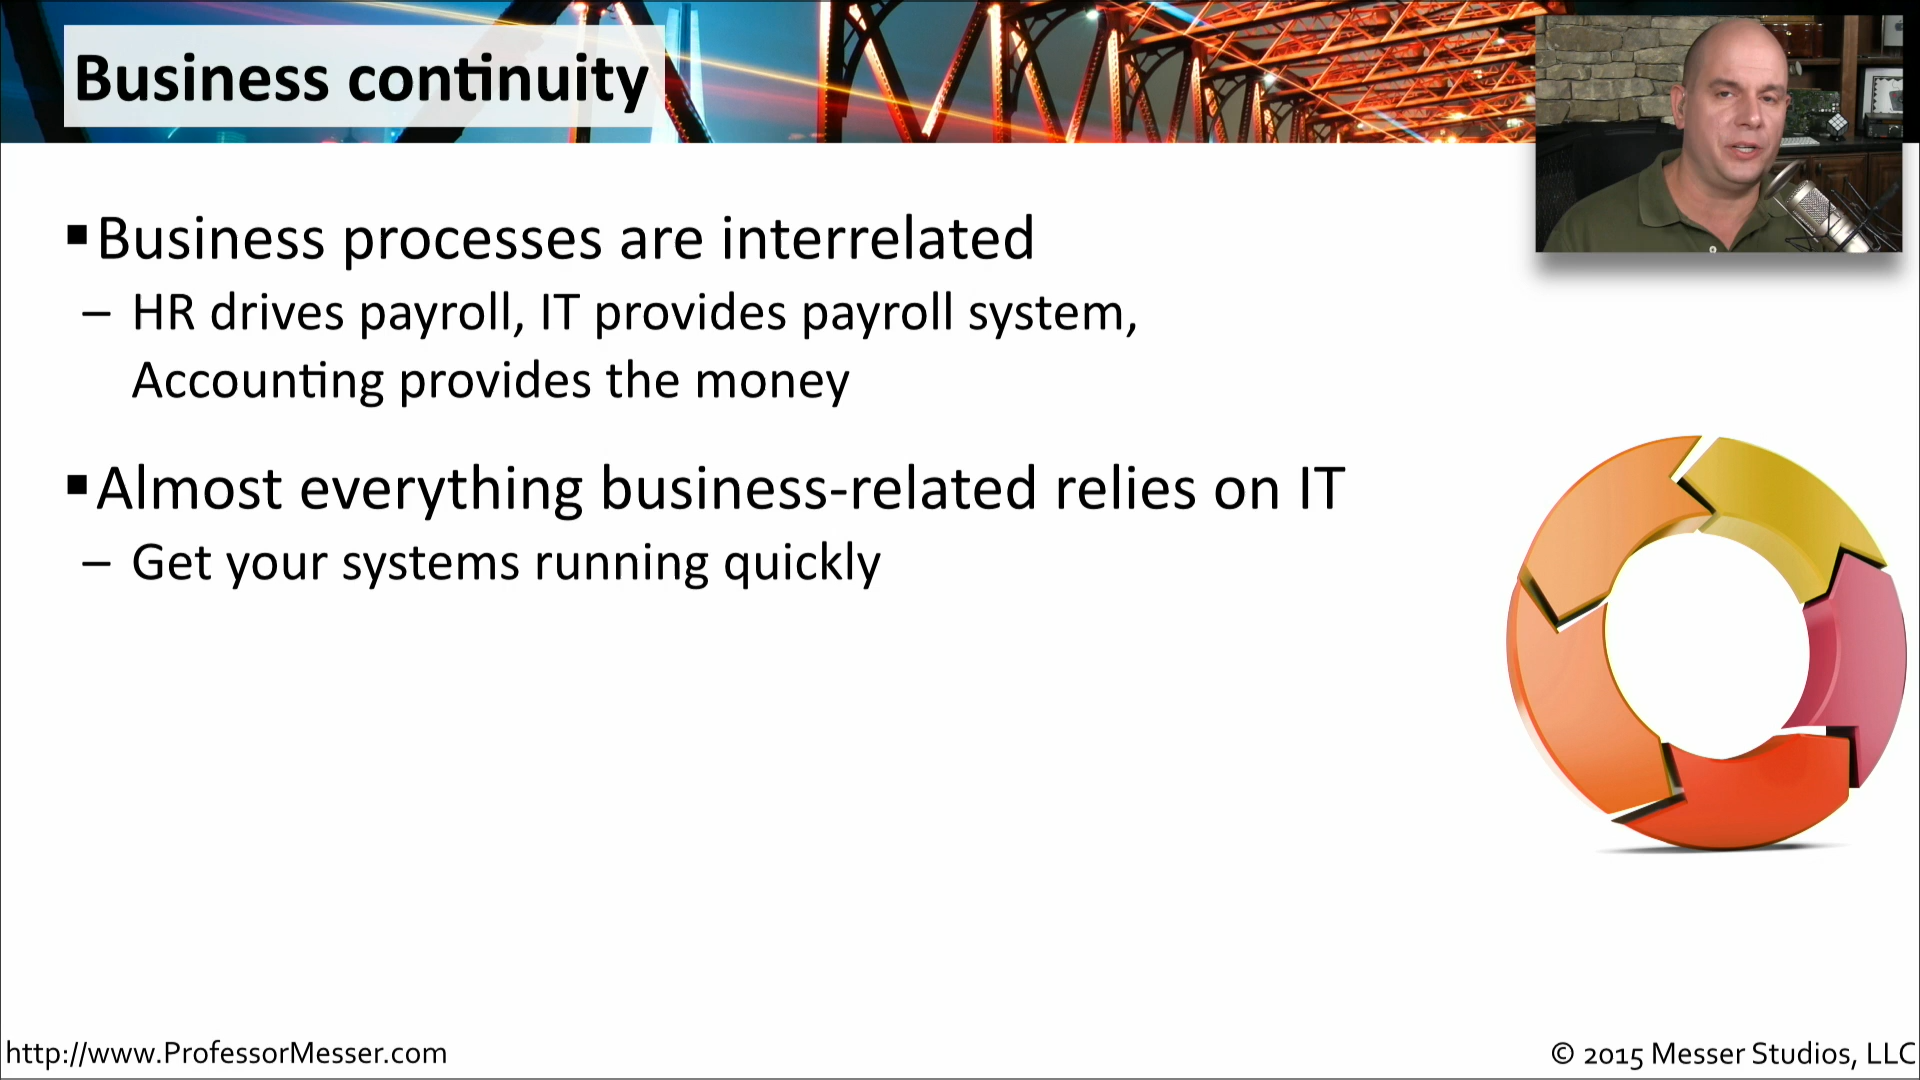 Business continuity
▪Business processes are interrelated
– HR drives payroll, IT provides payroll system,
Accounting provides the money
▪Almost everything business-related relies on IT
– Get your systems running quickly
http://www.ProfessorMesser.com
© 2015 Messer Studios, LLC